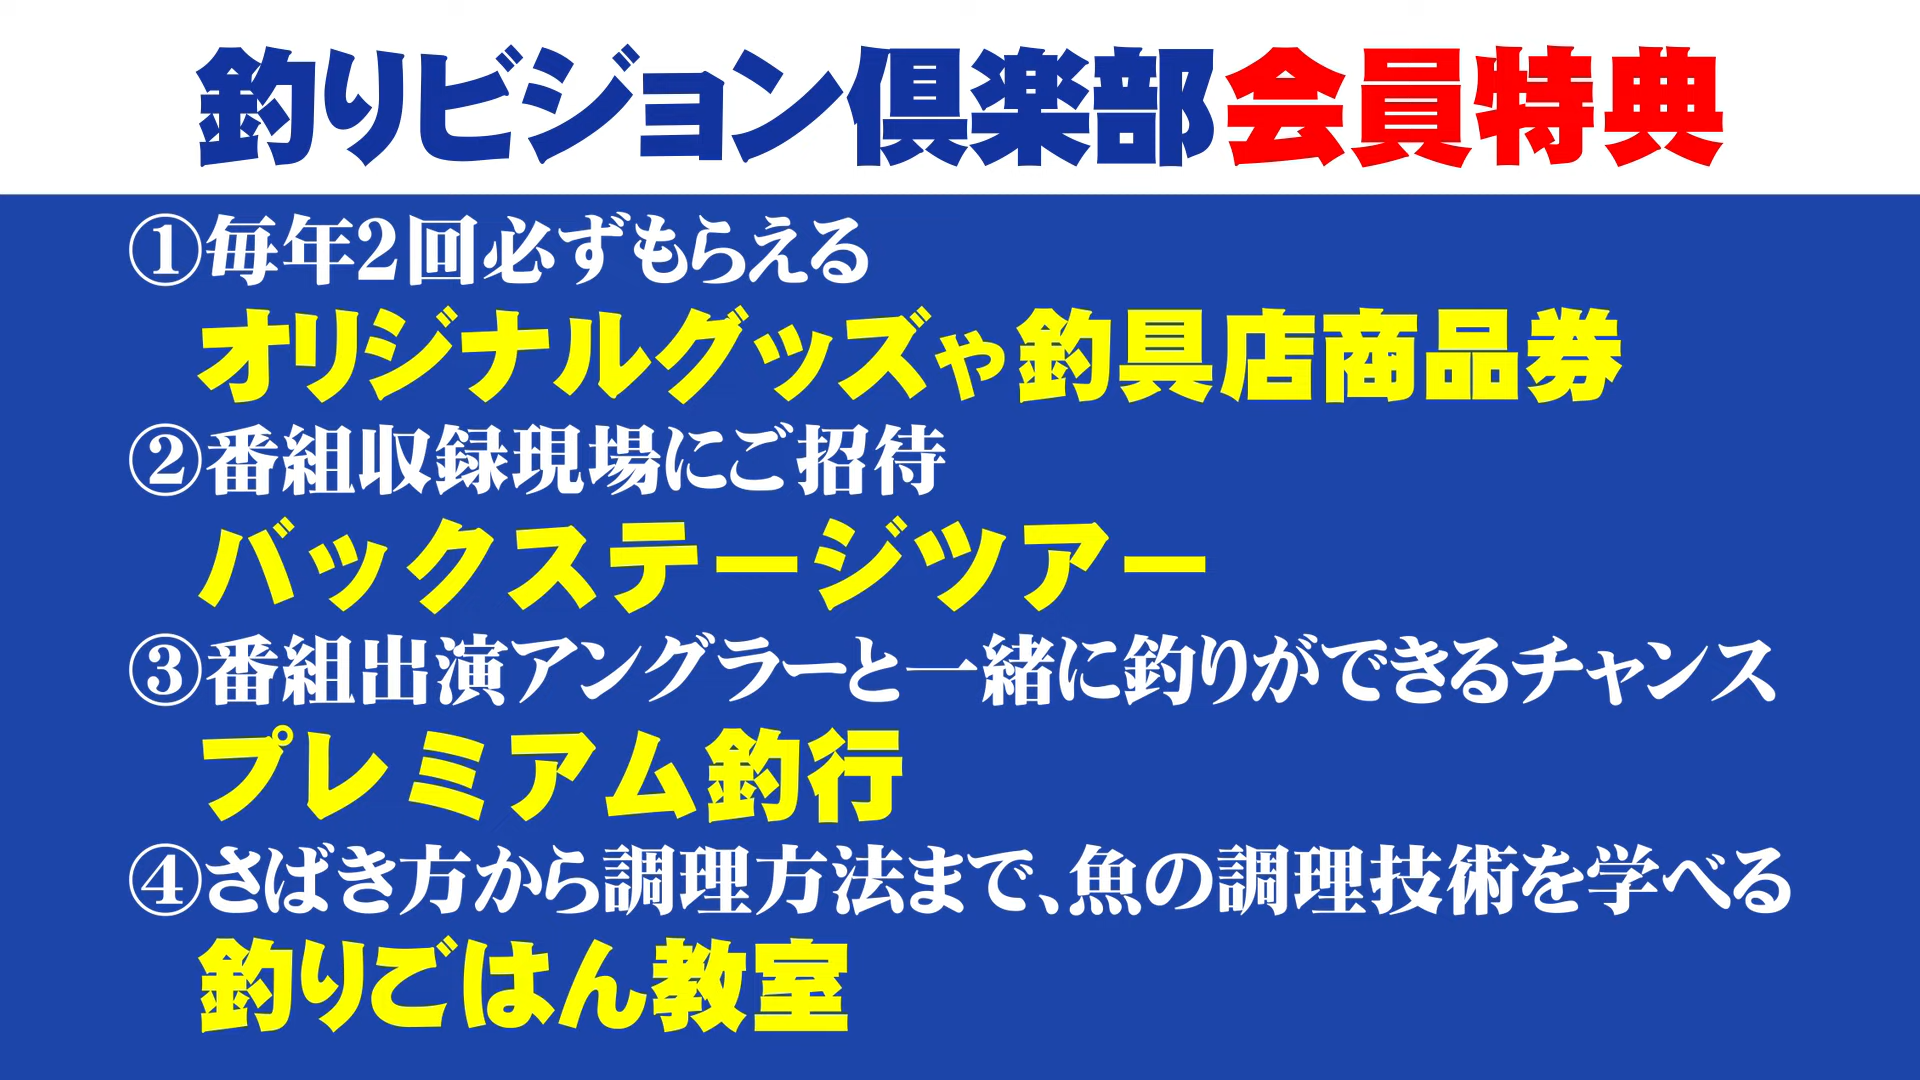 釣りビジョン倶楽部会員特典
①毎年2回必ずもらえる
オリジナルグッズや釣具店商品券
②番組収録現場にご招待
バックステージツアー
③番組出演アングラーと一緒に釣りができるチャンス
プレミアム釣行
④さばき方から調理方法まで、魚の調理技術を学べる
釣りごはん教室